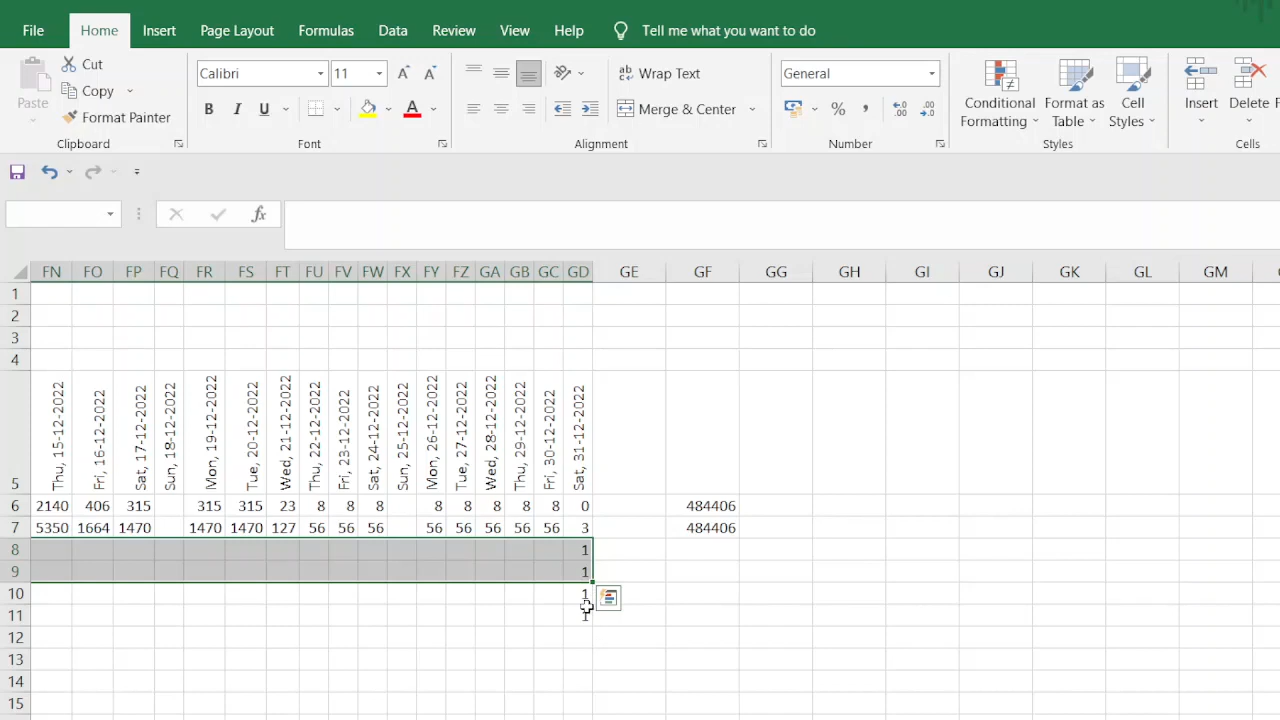 File Home Insert Page Layout Formulas Data Review View Help Tell me what you want to do
Paste Cut Copy Format Painter
Clipboard
Calibri 11 A A
B I U A
Font
ab Wrap Text
Merge & Center
Alignment
General
% , .00 .0
Number
Conditional Formatting
Format as Table
Cell Styles
Styles
Insert Delete
Cells
fx
FN FO FP FQ FR FS FT FU FV FW FX FY FZ GA GB GC GD GE GF GG GH GI GJ GK GL GM
1
2
3
4
5 Thu, 15-12-2022 Fri, 16-12-2022 Sat, 17-12-2022 Sun, 18-12-2022 Mon, 19-12-2022 Tue, 20-12-2022 Wed, 21-12-2022 Thu, 22-12-2022 Fri, 23-12-2022 Sat, 24-12-2022 Sun, 25-12-2022 Mon, 26-12-2022 Tue, 27-12-2022 Wed, 28-12-2022 Thu, 29-12-2022 Fri, 30-12-2022 Sat, 31-12-2022
6 2140 406 315 315 315 23 8 8 8 8 8 8 8 8 0 484406
7 5350 1664 1470 1470 1470 127 56 56 56 56 56 56 56 56 3 484406
8 1
9 1
10 1
11 1
12
13
14
15